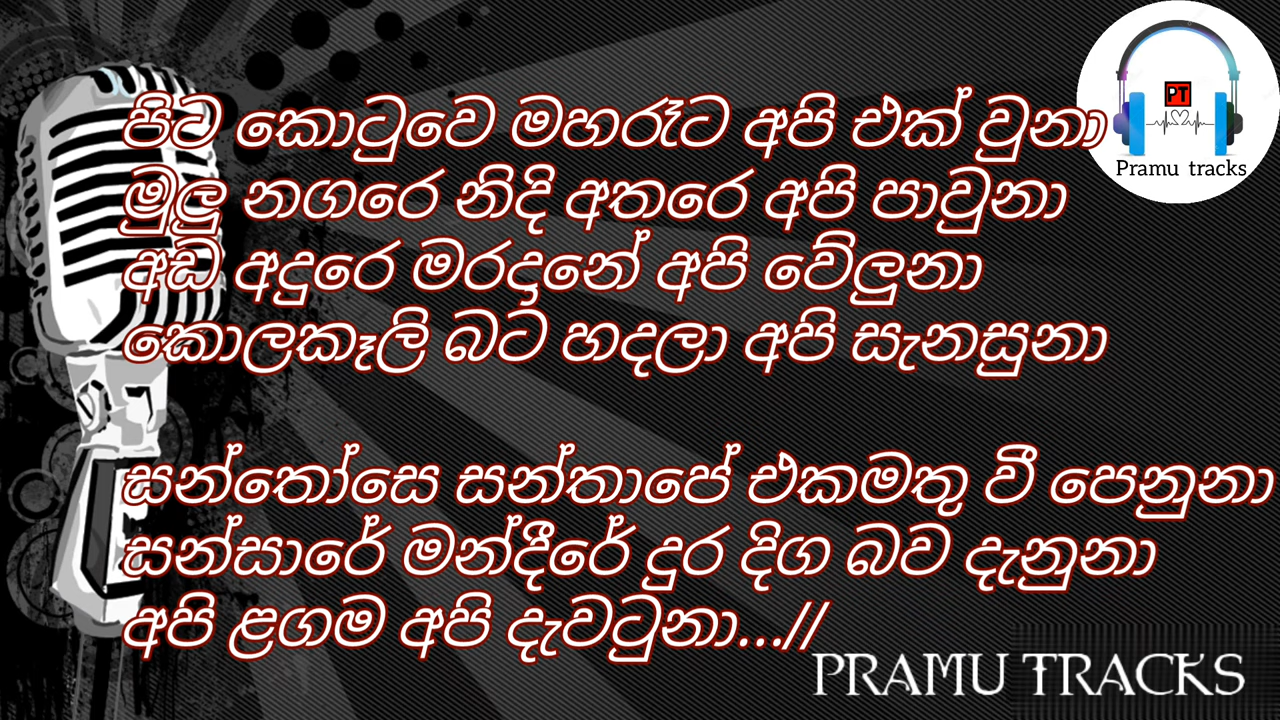 පිට කොටුවෙ මහරෑට අපි එක් වුනා
මුලු නගරෙ නිදි අතරෙ අපි පාවුනා
අඩ අඳුරෙ මරදානේ අපි වේලුනා
කොලකෑලි බට හදලා අපි සැනසුනා
සන්තෝසෙ සන්තාපේ එකමතු වී පෙනුනා
සන්සාරේ මන්දීරේ දුර දිග බව දැනුනා
අපි ළගම අපි දැවටුනා...//
PT
Pramu tracks
PRAMU TRACKS